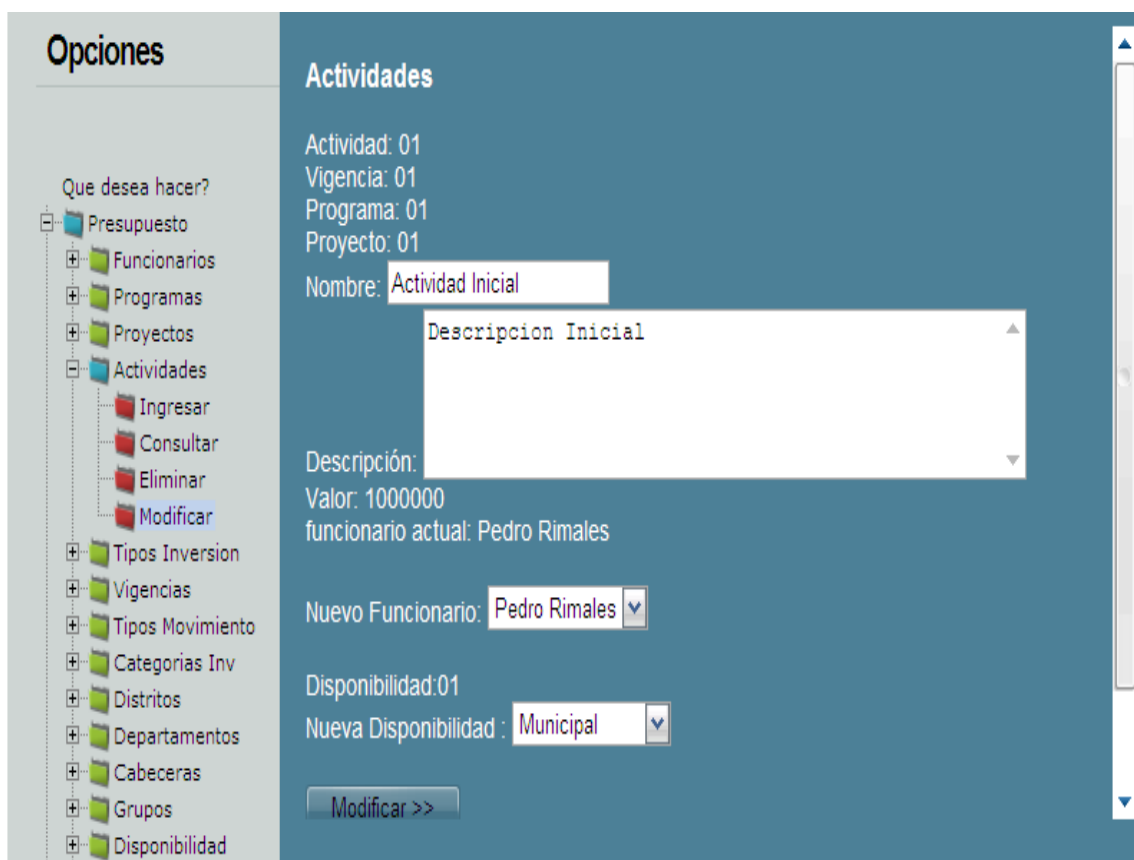 Opciones
Que desea hacer?
Presupuesto
Funcionarios
Programas
Proyectos
Actividades
Ingresar
Consultar
Eliminar
Modificar
Tipos Inversion
Vigencias
Tipos Movimiento
Categorias Inv
Distritos
Departamentos
Cabeceras
Grupos
Disponibilidad
Actividades
Actividad: 01
Vigencia: 01
Programa: 01
Proyecto: 01
Nombre: Actividad Inicial
Descripcion Inicial
Descripción:
Valor: 1000000
funcionario actual: Pedro Rimales
Nuevo Funcionario: Pedro Rimales
Disponibilidad:01
Nueva Disponibilidad : Municipal
Modificar >>